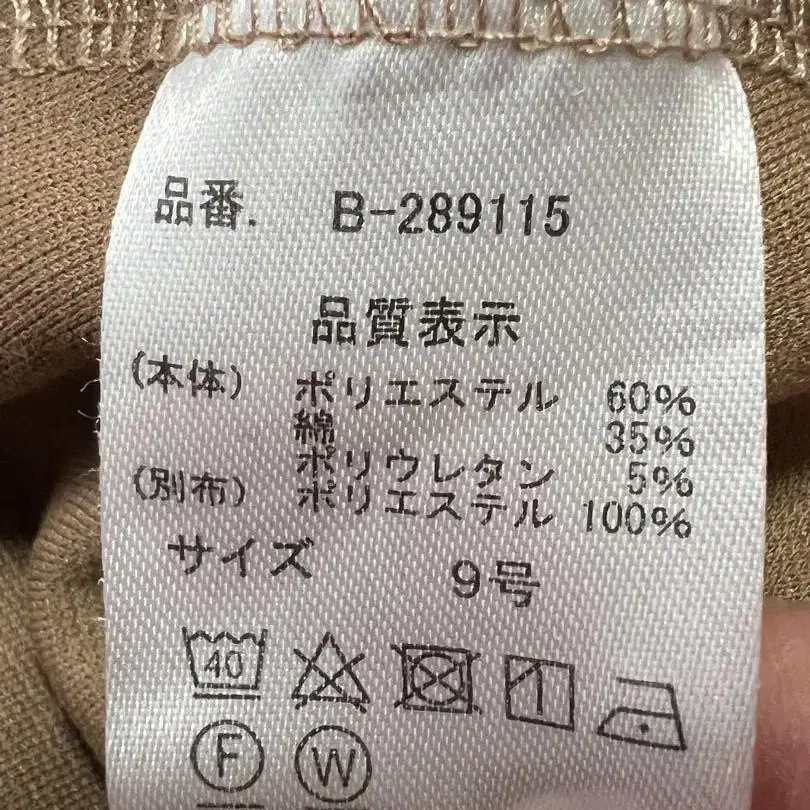 品番. B-289115
品質表示
(本体) ポリエステル 60%
綿 35%
ポリウレタン 5%
(別布) ポリエステル 100%
サイズ 9号
40
F W